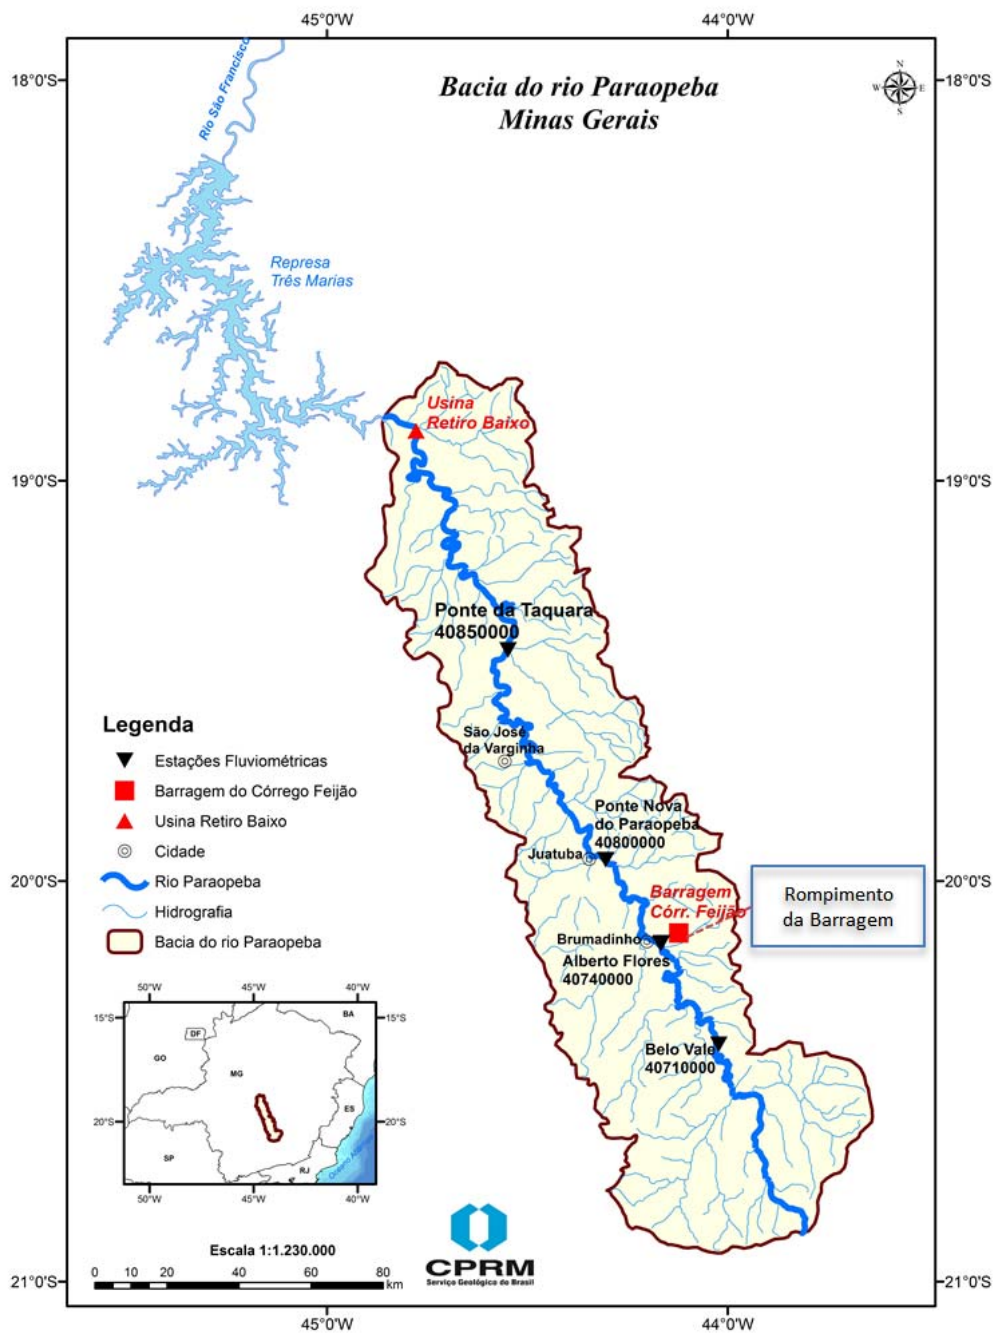 45°0'W
44°0'W
18°0'S
18°0'S
Bacia do rio Paraopeba
Minas Gerais
N
W
E
S
Rio São Francisco
Represa
Três Marias
Usina
Retiro Baixo
19°0'S
19°0'S
Ponte da Taquara
40850000
São José
da Varginha
Ponte Nova
do Paraopeba
40800000
Juatuba
20°0'S
20°0'S
Barragem
Córr. Feijão
Rompimento
da Barragem
Brumadinho
Alberto Flores
40740000
Belo Vale
40710000
Legenda
Estações Fluviométricas
Barragem do Córrego Feijão
Usina Retiro Baixo
Cidade
Rio Paraopeba
Hidrografia
Bacia do rio Paraopeba
50°W
45°W
40°W
15°S
15°S
BA
DF
GO
MG
ES
20°S
20°S
SP
RJ
Oceano
50°W
45°W
40°W
Escala 1:1.230.000
0 10 20 40 60 80
km
CPRM
Serviço Geológico do Brasil
21°0'S
21°0'S
45°0'W
44°0'W